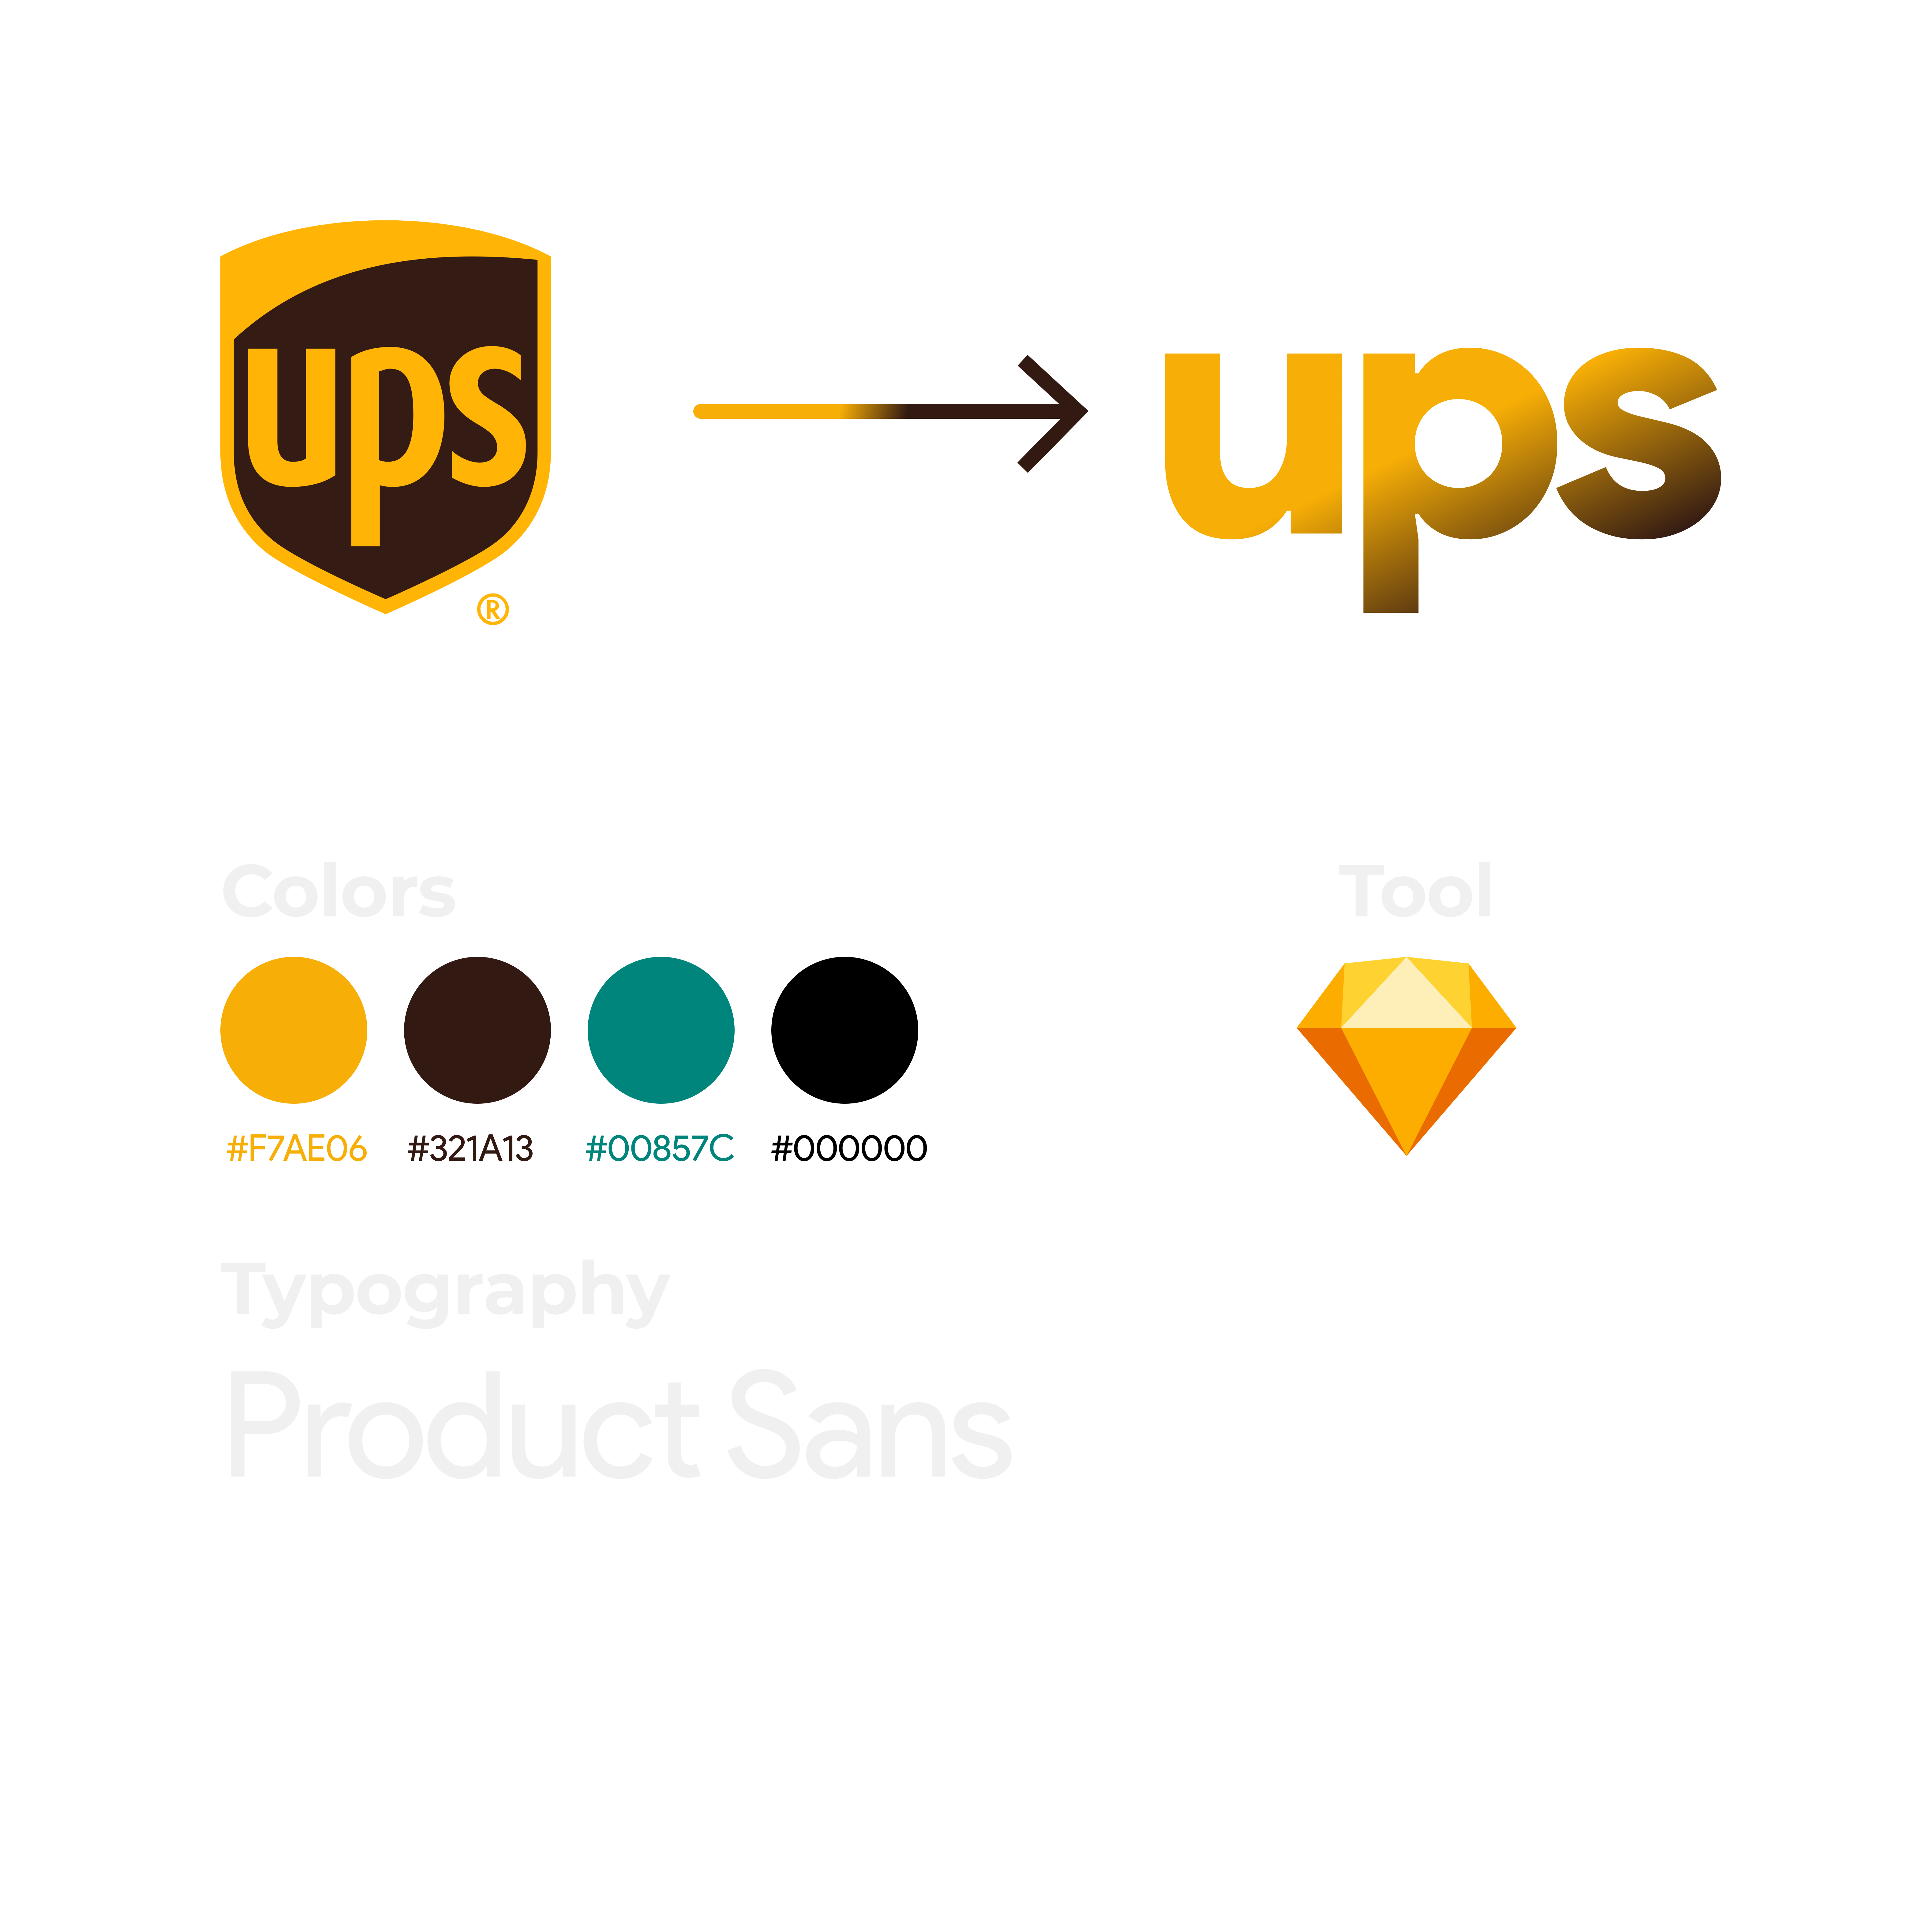 ups
®
ups
Colors
Tool
#F7AE06 #321A13 #00857C #000000
Typography
Product Sans